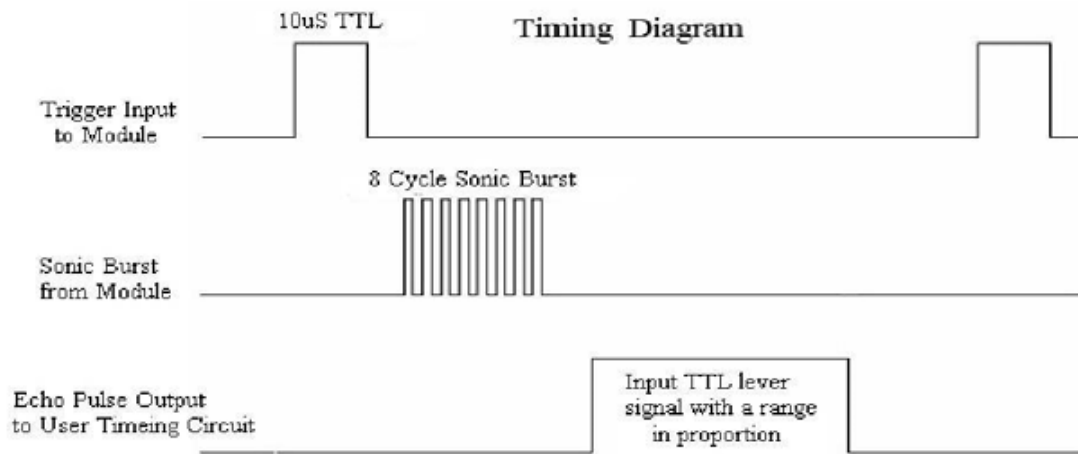 10uS TTL
Timing Diagram
Trigger Input
to Module
8 Cycle Sonic Burst
Sonic Burst
from Module
Echo Pulse Output
to User Timeing Circuit
Input TTL lever
signal with a range
in proportion